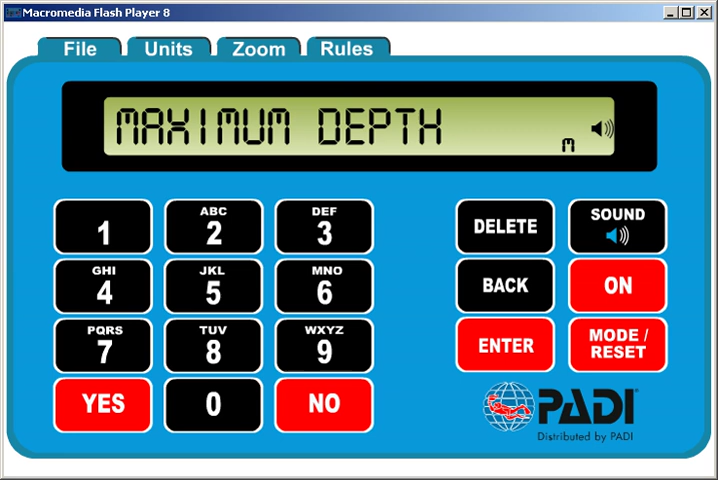 Macromedia Flash Player 8
File Units Zoom Rules
MAXIMUM DEPTH m
1 ABC 2 DEF 3 DELETE SOUND
GHI 4 JKL 5 MNO 6 BACK ON
PQRS 7 TUV 8 WXYZ 9 ENTER MODE / RESET
YES 0 NO
PADI
Distributed by PADI